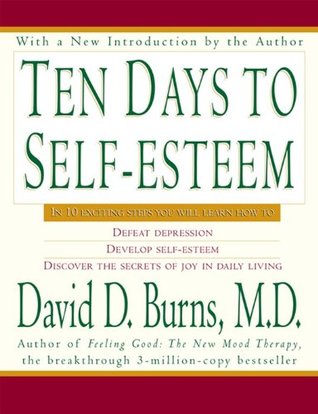 With a New Introduction by the Author
TEN DAYS TO
SELF-ESTEEM
IN 10 EXCITING STEPS YOU WILL LEARN HOW TO
DEFEAT DEPRESSION
DEVELOP SELF-ESTEEM
DISCOVER THE SECRETS OF JOY IN DAILY LIVING
David D. Burns, M.D.
Author of Feeling Good: The New Mood Therapy,
the breakthrough 3-million-copy bestseller